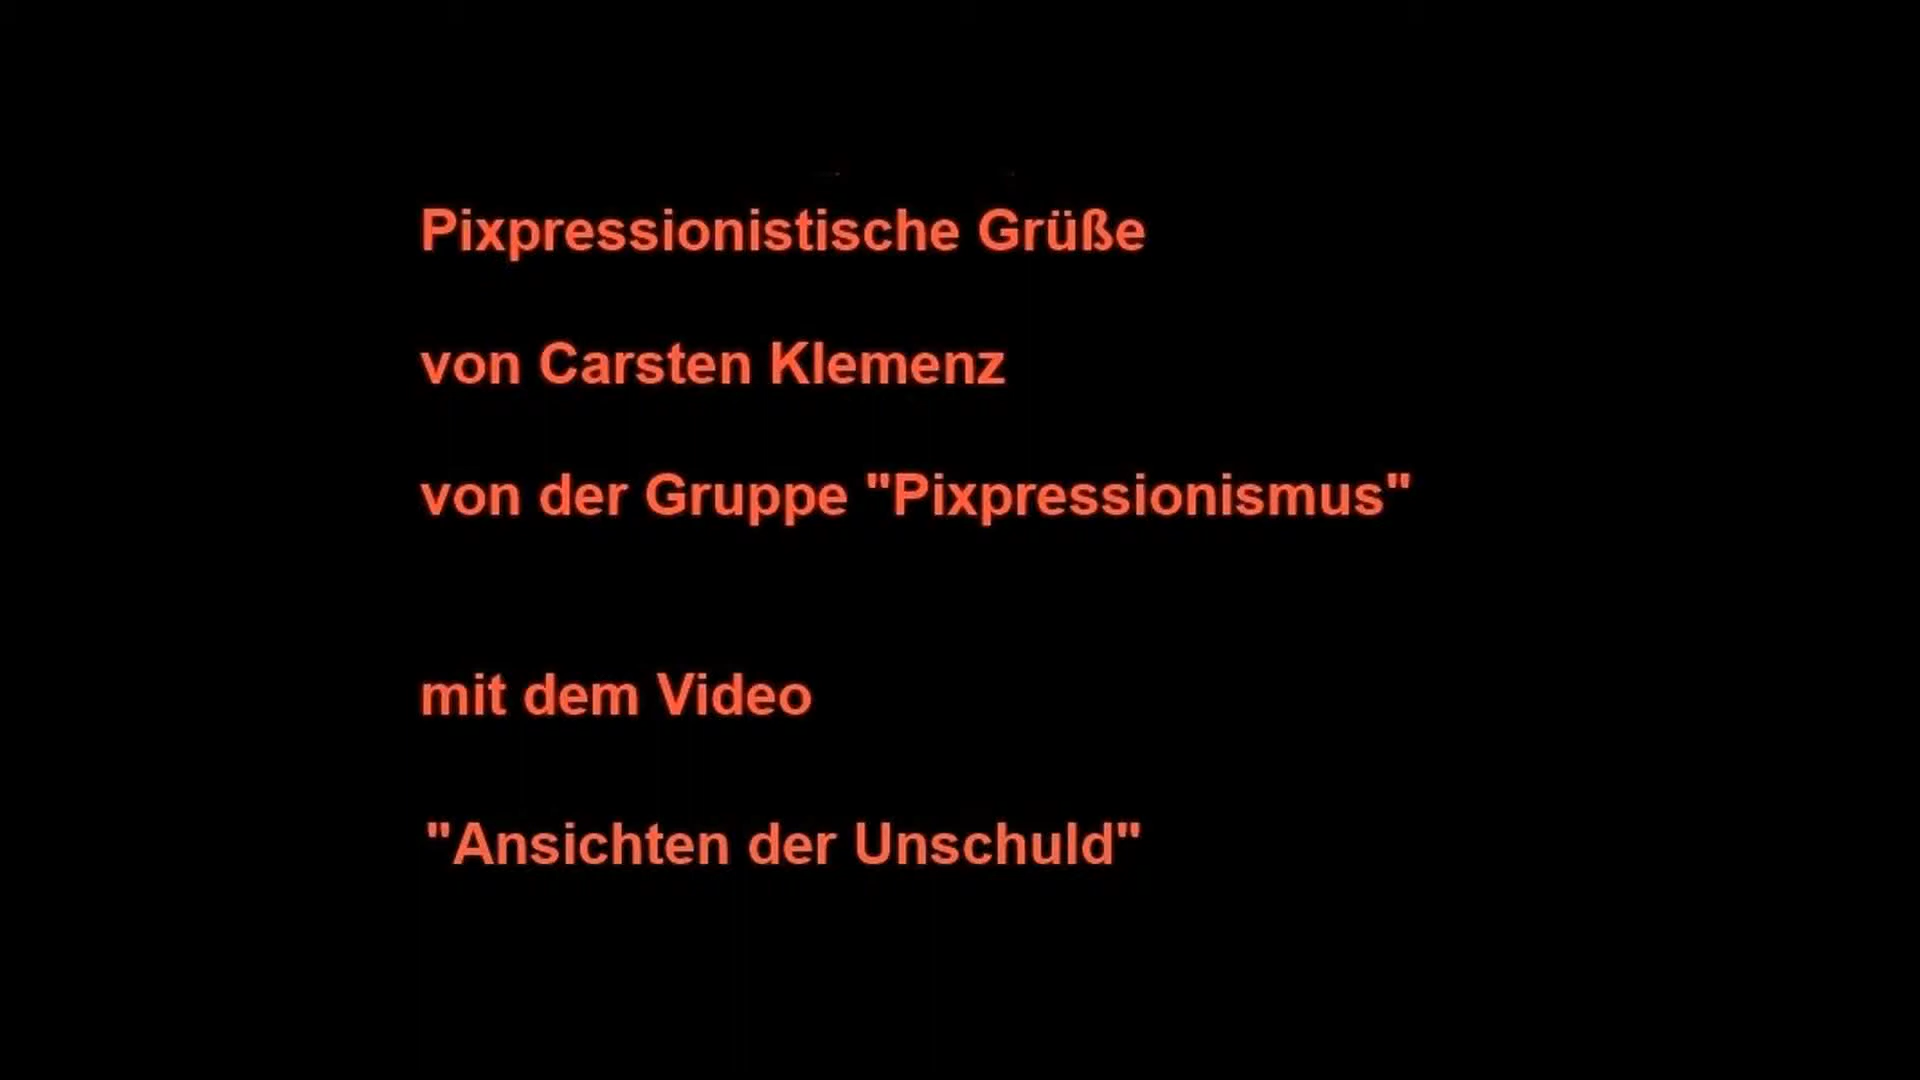 Pixpressionistische Grüße
von Carsten Klemenz
von der Gruppe "Pixpressionismus"
mit dem Video
"Ansichten der Unschuld"